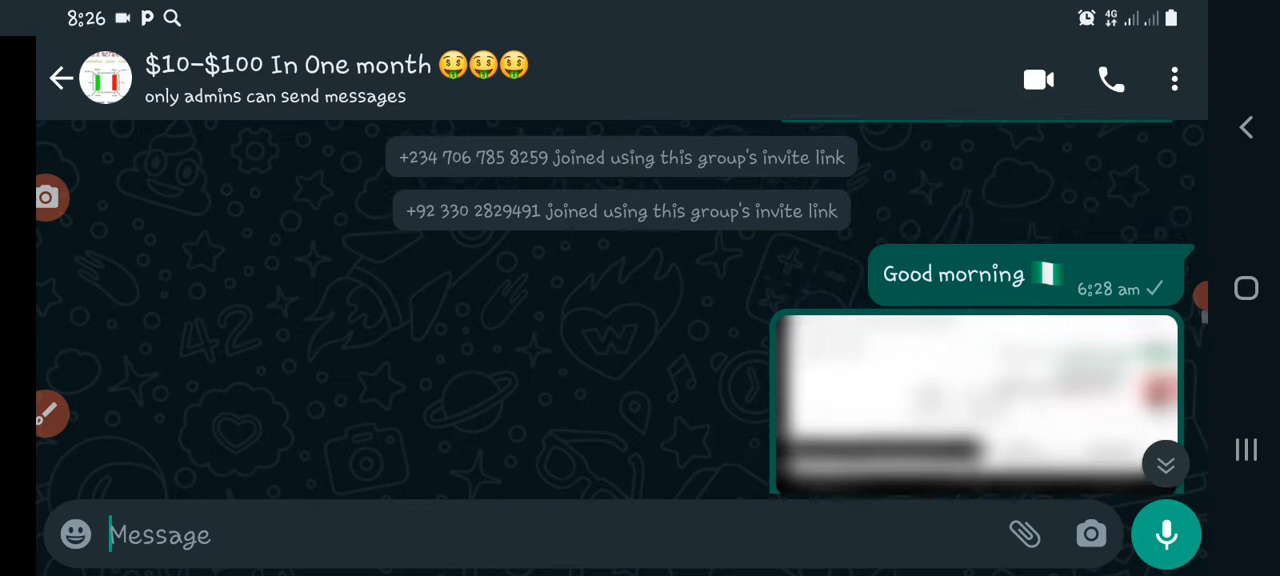 8:26
4G
$10-$100 In One month 🤑🤑🤑
only admins can send messages
+234 706 785 8259 joined using this group's invite link
+92 330 2829491 joined using this group's invite link
Good morning 🇳🇬
6:28 am
Message